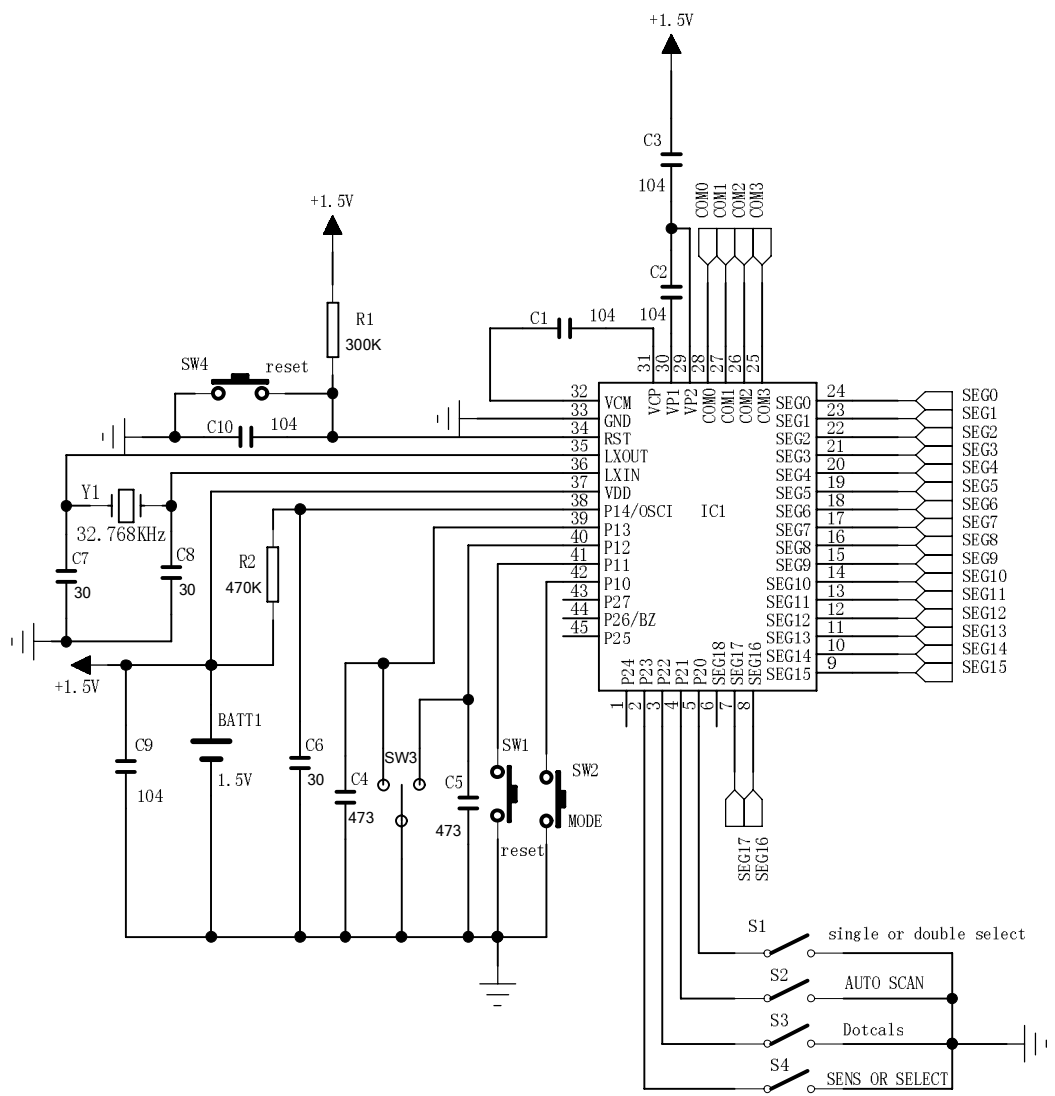 +1.5V
C3
104
COM0
COM1
COM2
COM3
+1.5V
C2
104
C1
104
R1
300K
SW4
reset
C10
104
31
30
29
28
27
26
25
VCP
VP1
VP2
COM0
COM1
COM2
COM3
32
VCM
33
GND
34
RST
35
LXOUT
36
LXIN
37
VDD
38
P14/OSCI
39
P13
40
P12
41
P11
42
P10
43
P27
44
P26/BZ
45
P25
IC1
SEG0
24
SEG0
SEG1
23
SEG1
SEG2
22
SEG2
SEG3
21
SEG3
SEG4
20
SEG4
SEG5
19
SEG5
SEG6
18
SEG6
SEG7
17
SEG7
SEG8
16
SEG8
SEG9
15
SEG9
SEG10
14
SEG10
SEG11
13
SEG11
SEG12
12
SEG12
SEG13
11
SEG13
SEG14
10
SEG14
SEG15
9
SEG15
P24
P23
P22
P21
P20
SEG18
SEG17
SEG16
1
2
3
4
5
6
7
8
SEG17
SEG16
Y1
32.768KHz
C7
30
C8
30
R2
470K
+1.5V
BATT1
1.5V
C9
104
C6
30
C4
473
SW3
C5
473
SW1
reset
SW2
MODE
S1
single or double select
S2
AUTO SCAN
S3
Dotcals
S4
SENS OR SELECT